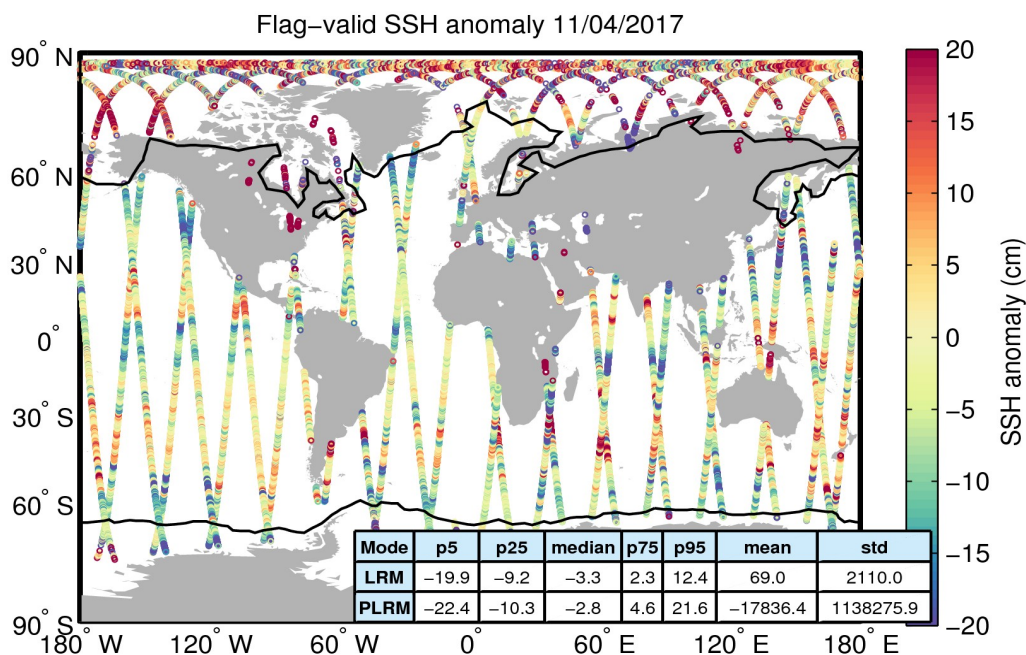 Flag−valid SSH anomaly 11/04/2017
90° N
60° N
30° N
0°
30° S
60° S
90° S
180° W
120° W
60° W
0°
60° E
120° E
180° E
20
15
10
5
0
−5
−10
−15
−20
SSH anomaly (cm)
Mode p5 p25 median p75 p95 mean std
LRM −19.9 −9.2 −3.3 2.3 12.4 69.0 2110.0
PLRM −22.4 −10.3 −2.8 4.6 21.6 −17836.4 1138275.9